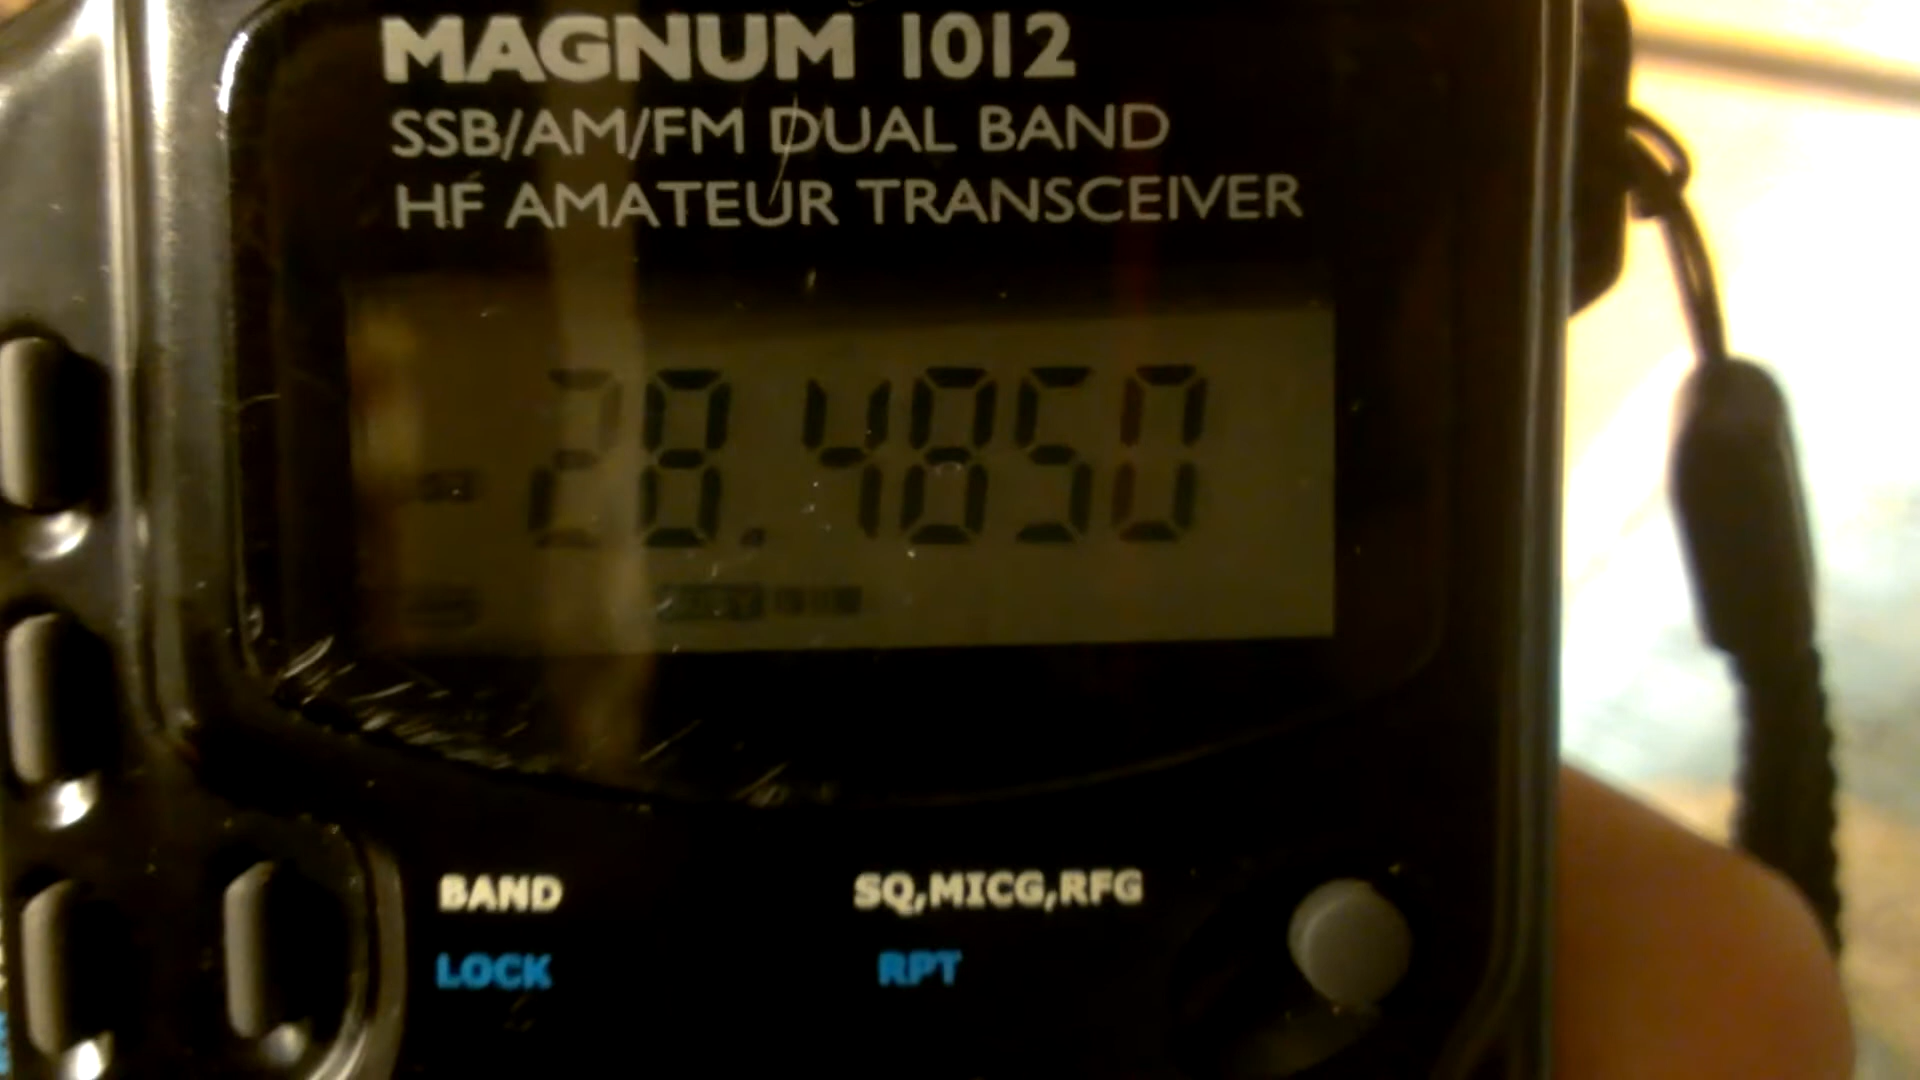 MAGNUM 1012
SSB/AM/FM DUAL BAND
HF AMATEUR TRANSCEIVER
28.4850
BAND
SQ,MICG,RFG
LOCK
RPT